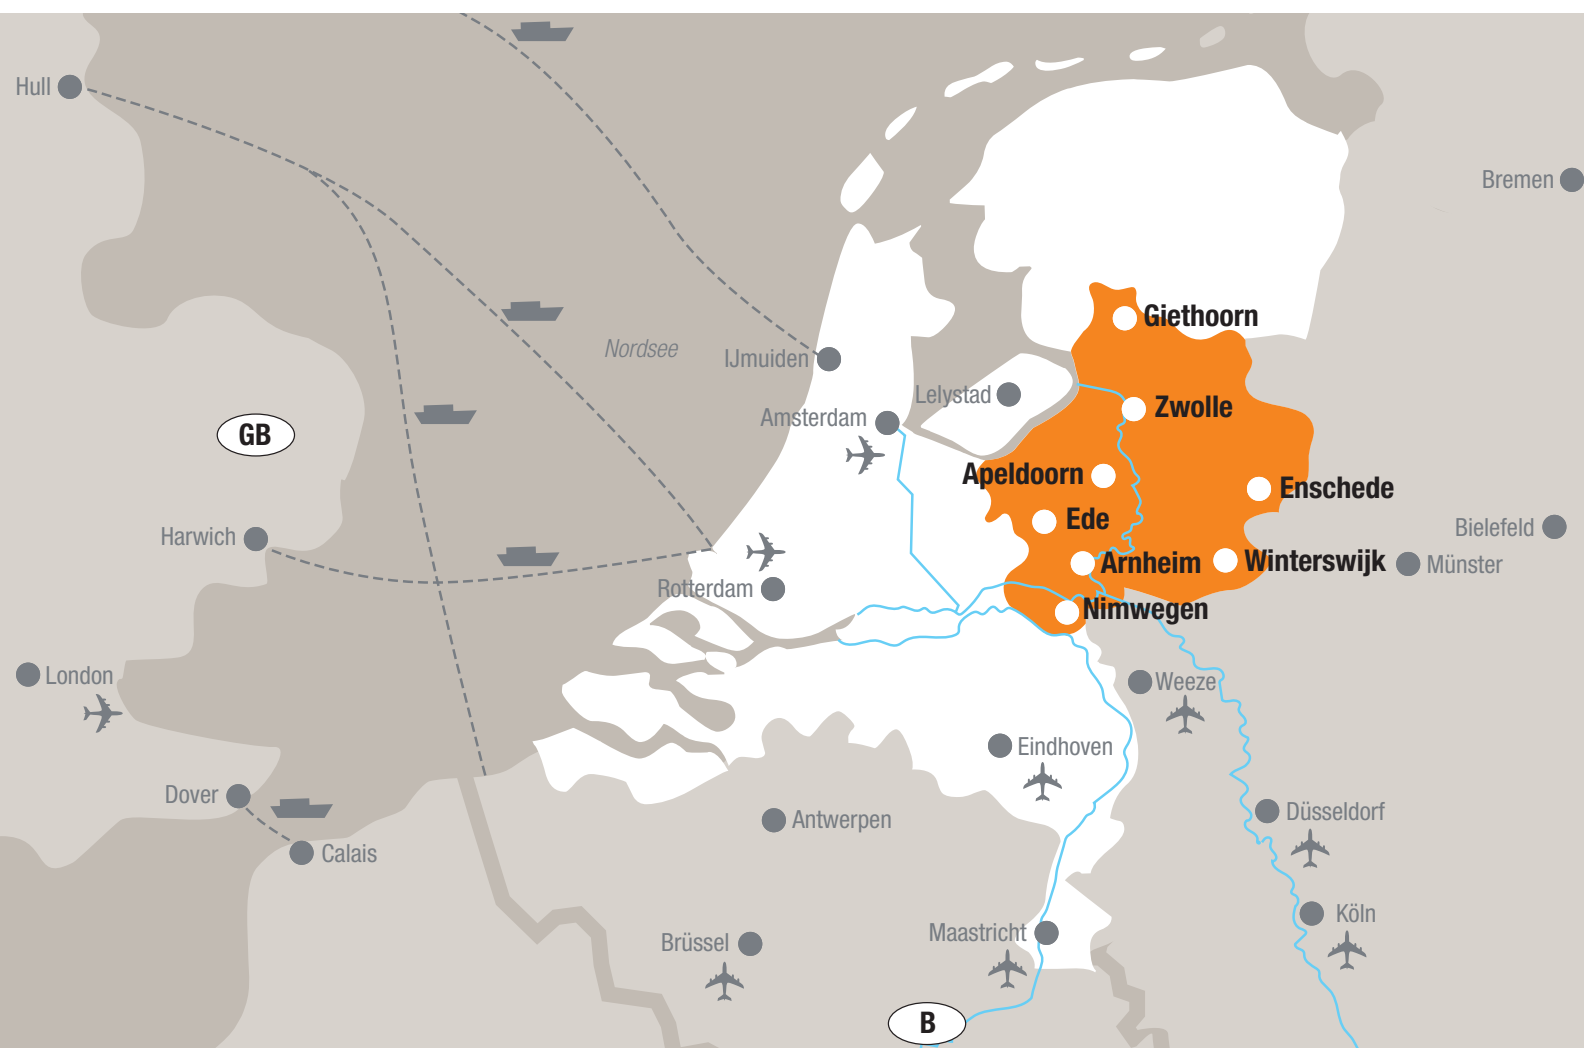 Hull
Bremen
Giethoorn
Nordsee
IJmuiden
Lelystad
Zwolle
Amsterdam
GB
Apeldoorn
Enschede
Ede
Bielefeld
Harwich
Arnheim
Winterswijk
Münster
Rotterdam
Nimwegen
London
Weeze
Eindhoven
Dover
Düsseldorf
Antwerpen
Calais
Köln
Maastricht
Brüssel
B